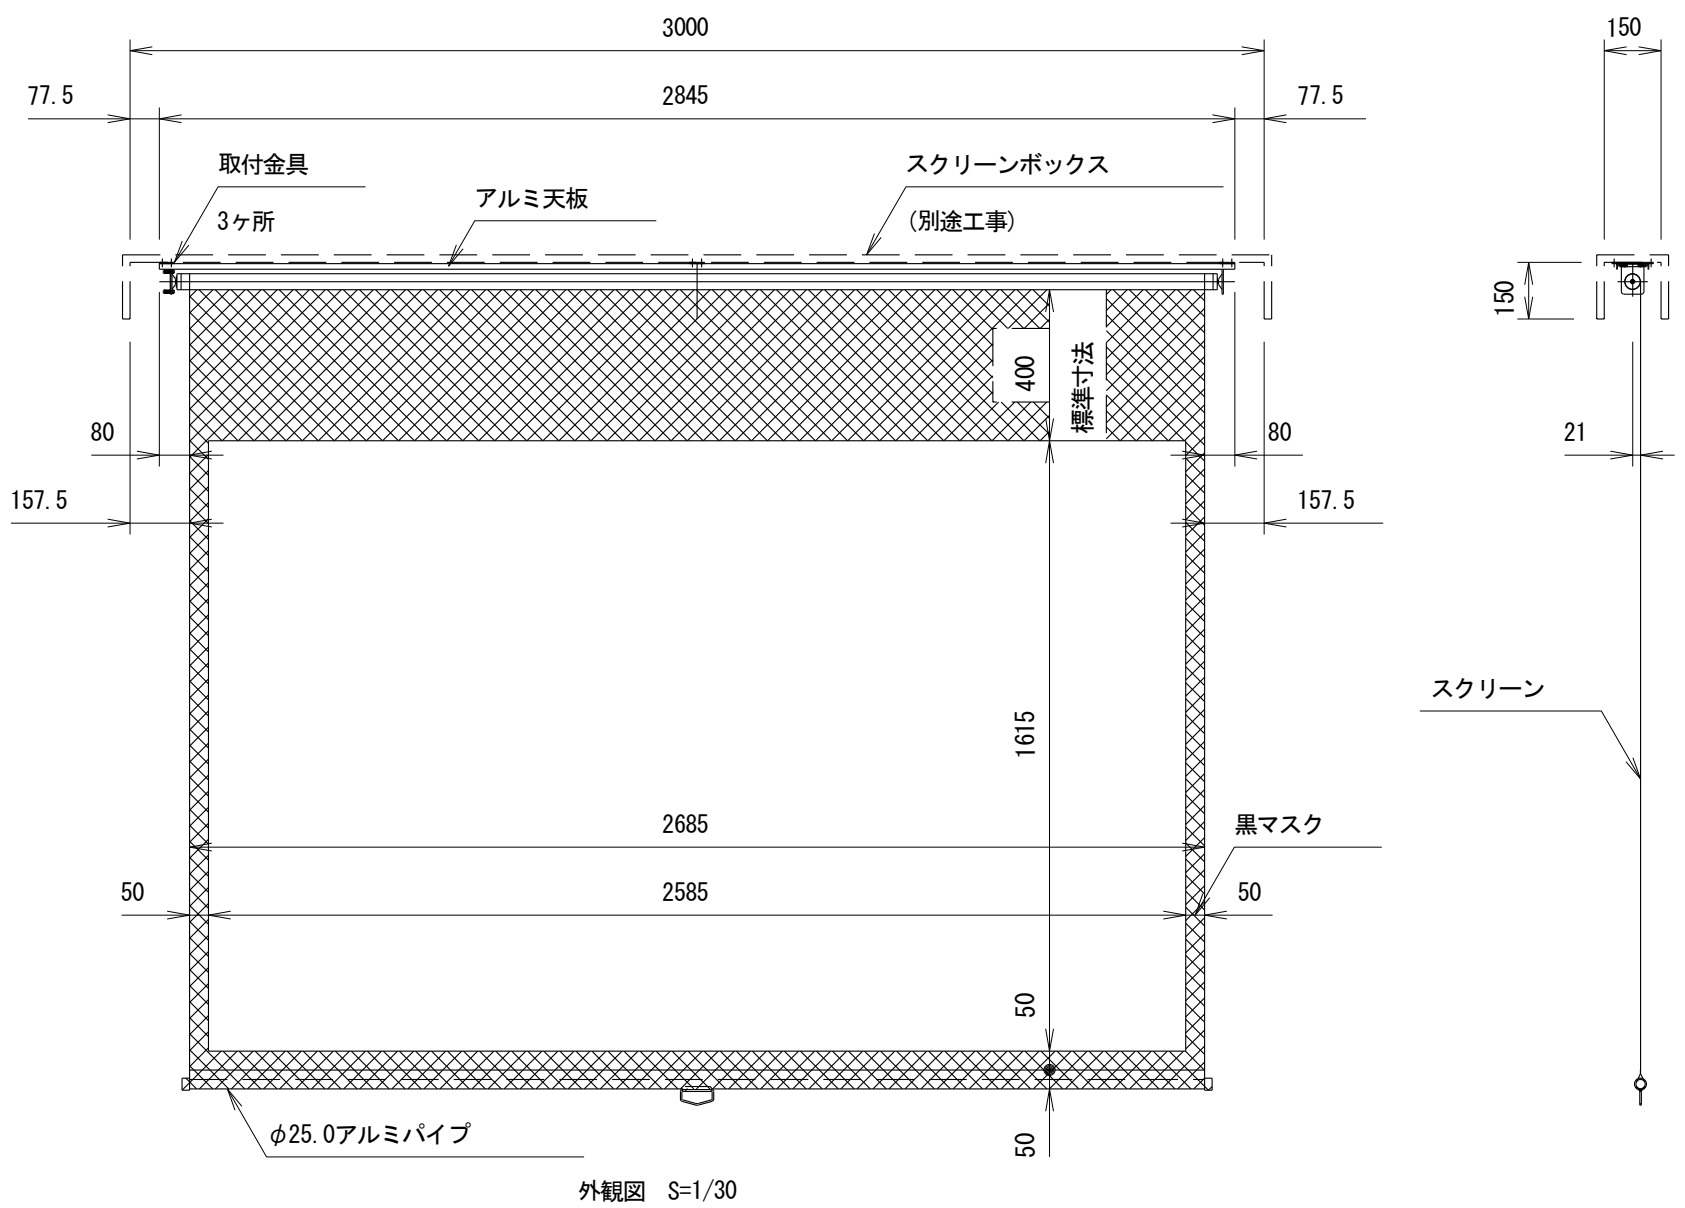 3000
150
77.5
2845
77.5
取付金具
スクリーンボックス
アルミ天板
3ヶ所
(別途工事)
150
400
標準寸法
80
80
21
157.5
157.5
スクリーン
1615
2685
黒マスク
50
2585
50
50
φ25.0アルミパイプ
50
外観図 S=1/30